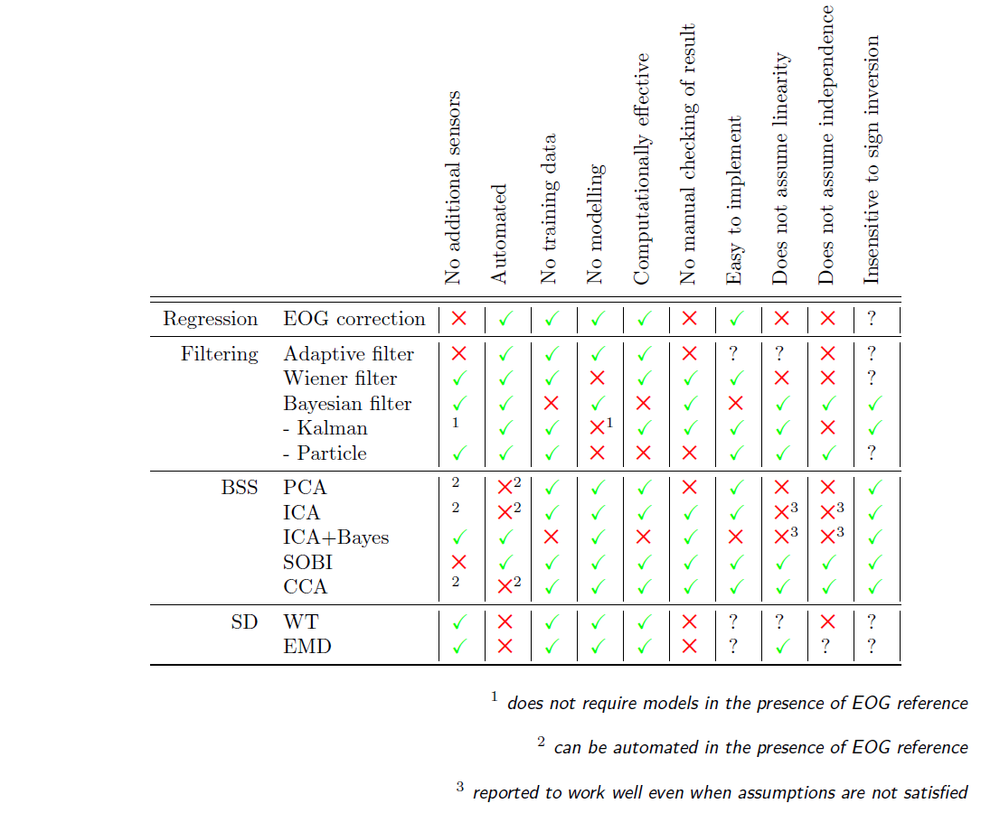 No additional sensors
Automated
No training data
No modelling
Computationally effective
No manual checking of result
Easy to implement
Does not assume linearity
Does not assume independence
Insensitive to sign inversion
Regression EOG correction ✗ ✓ ✓ ✓ ✓ ✗ ✓ ✗ ✗ ?
Filtering Adaptive filter ✗ ✓ ✓ ✓ ✓ ✗ ? ? ✗ ?
Wiener filter ✓ ✓ ✓ ✗ ✓ ✓ ✓ ✗ ✗ ?
Bayesian filter ✓ ✓ ✗ ✓ ✗ ✓ ✗ ✓ ✓ ✓
- Kalman 1 ✓ ✓ ✗1 ✓ ✓ ✓ ✓ ✗ ✓
- Particle ✓ ✓ ✓ ✗ ✗ ✗ ✓ ✓ ✓ ?
BSS PCA 2 ✗2 ✓ ✓ ✓ ✗ ✓ ✗ ✗ ✓
ICA 2 ✗2 ✓ ✓ ✓ ✓ ✓ ✗3 ✗3 ✓
ICA+Bayes ✓ ✓ ✗ ✓ ✗ ✓ ✗ ✗3 ✗3 ✓
SOBI ✗ ✓ ✓ ✓ ✓ ✓ ✓ ✓ ✓ ✓
CCA 2 ✗2 ✓ ✓ ✓ ✓ ✓ ✓ ✓ ✓
SD WT ✓ ✗ ✓ ✓ ✓ ✗ ? ? ✗ ?
EMD ✓ ✗ ✓ ✓ ✓ ✗ ? ✓ ? ?
1 does not require models in the presence of EOG reference
2 can be automated in the presence of EOG reference
3 reported to work well even when assumptions are not satisfied